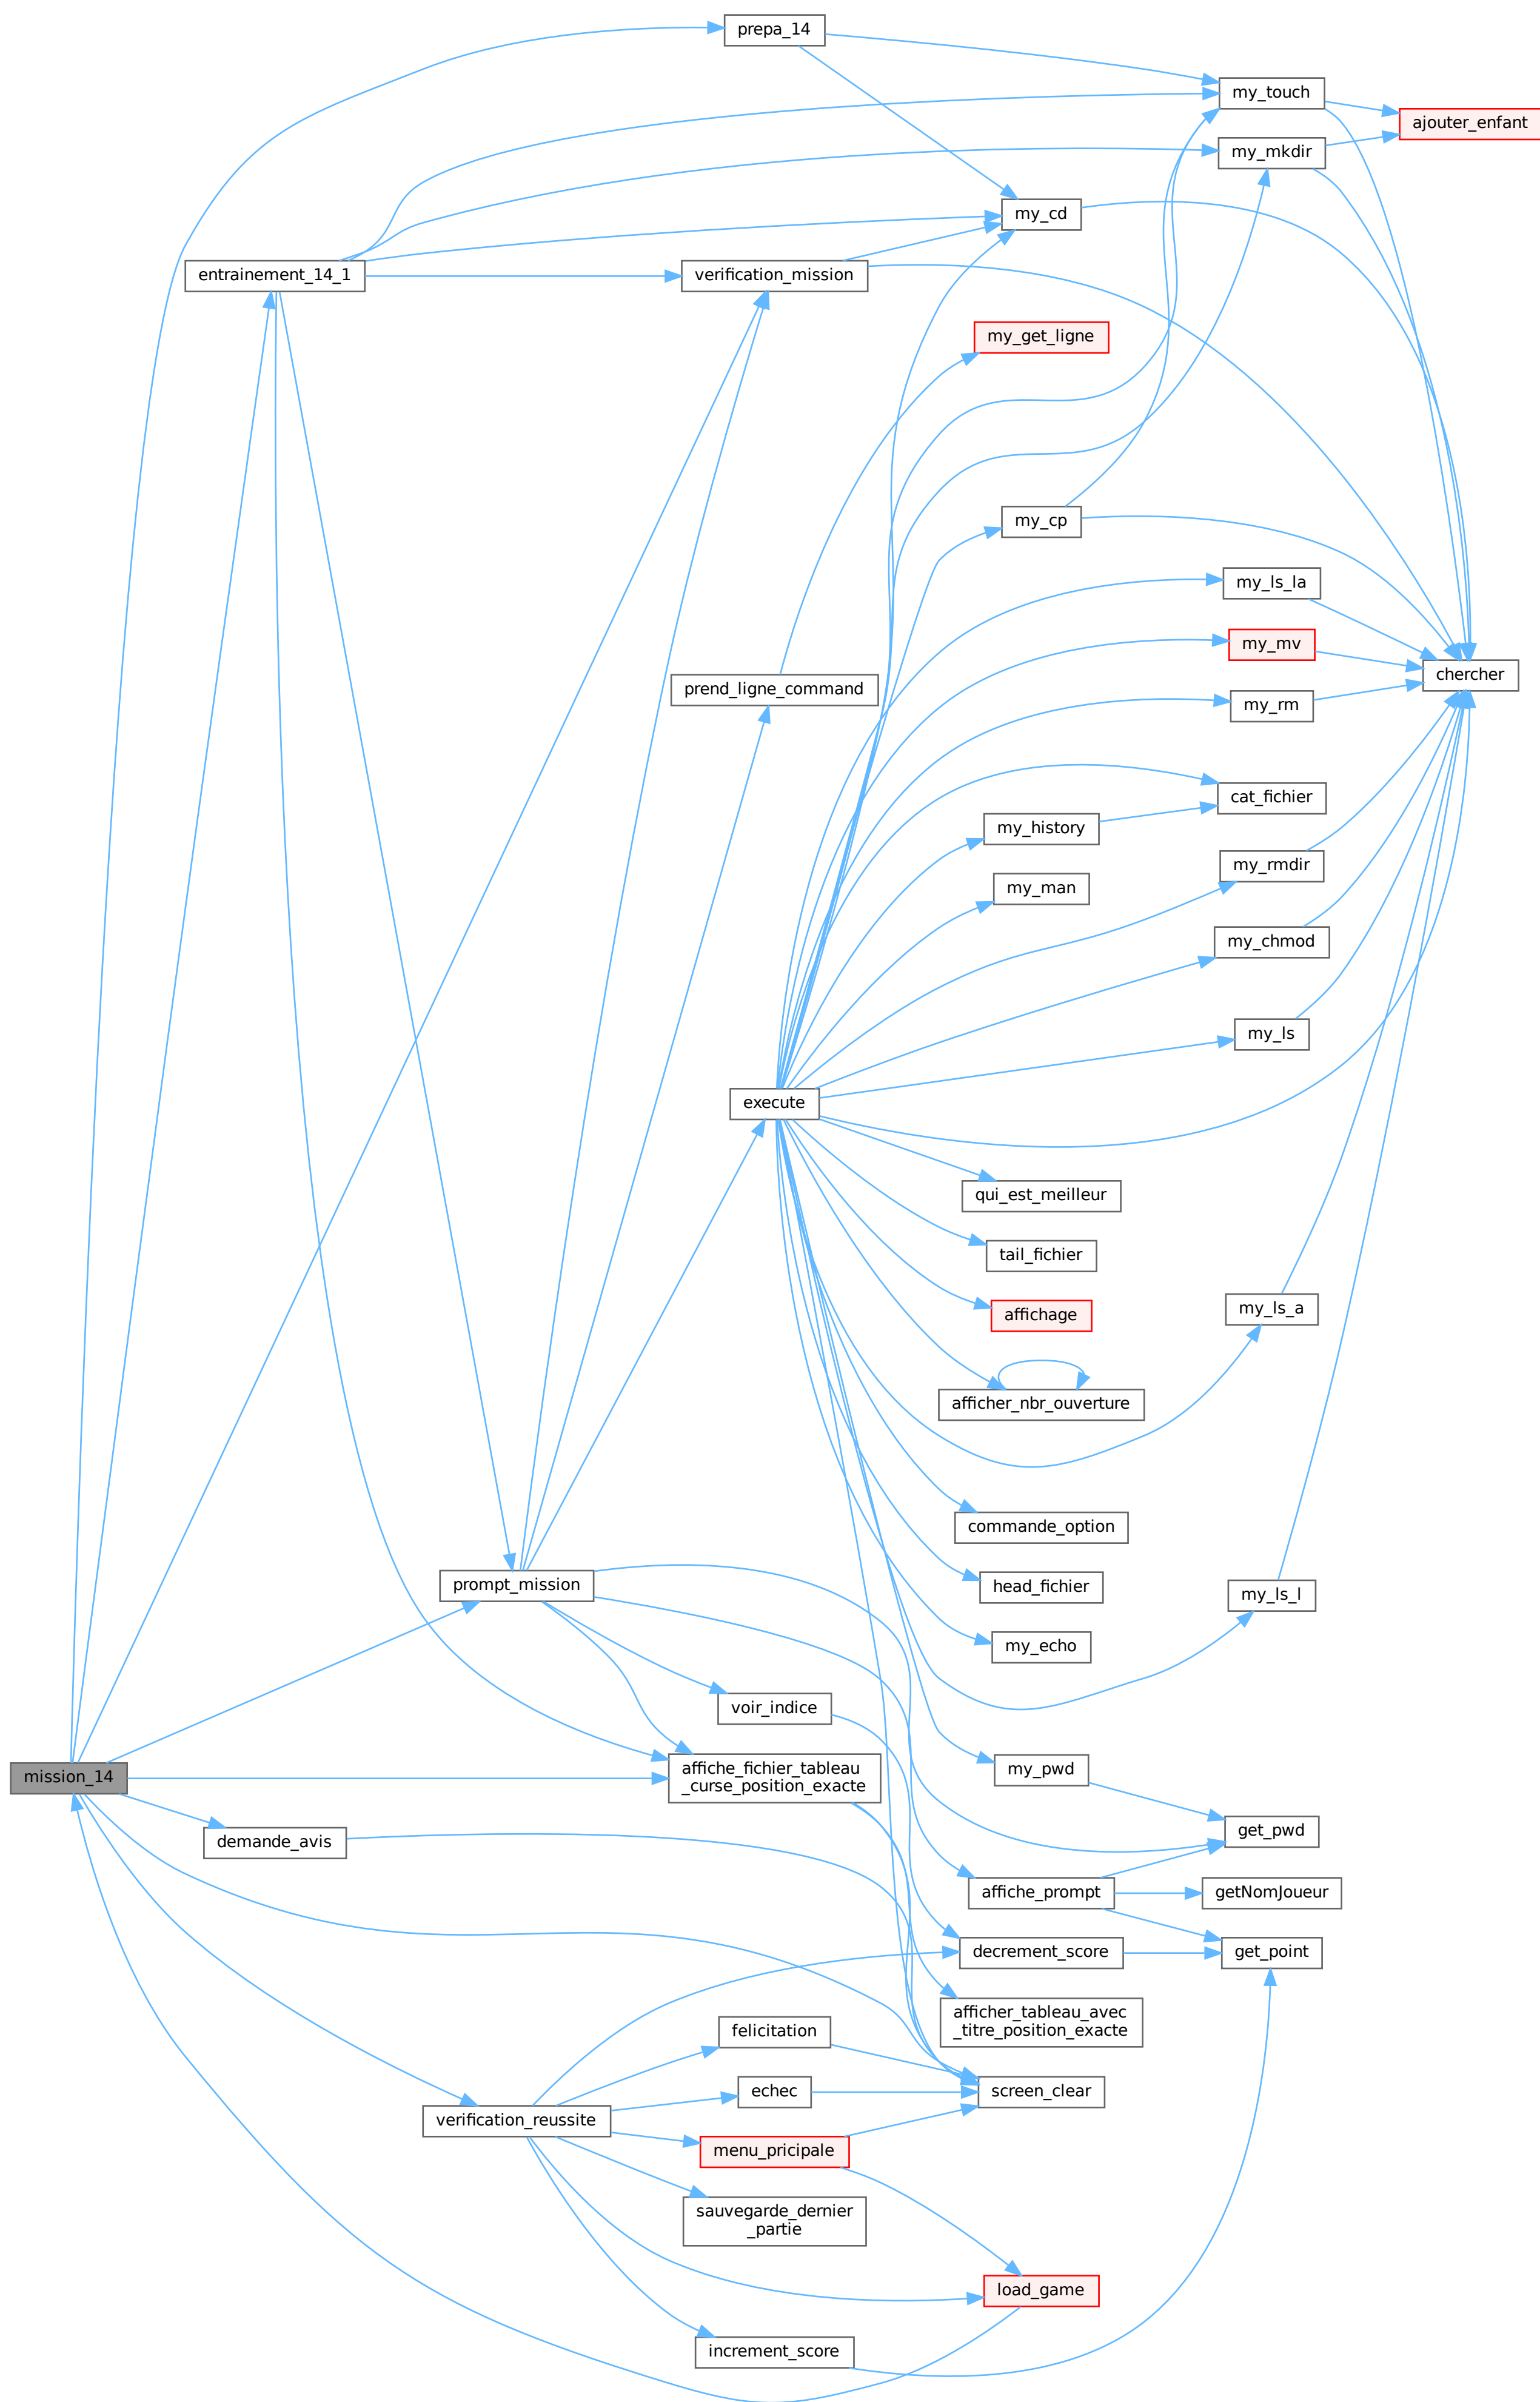 prepa_14
my_touch
ajouter_enfant
my_mkdir
my_cd
entrainement_14_1
verification_mission
my_get_ligne
my_cp
my_ls_la
my_mv
chercher
prend_ligne_command
my_rm
cat_fichier
my_history
my_rmdir
my_man
my_chmod
my_ls
execute
qui_est_meilleur
tail_fichier
my_ls_a
affichage
afficher_nbr_ouverture
commande_option
prompt_mission
head_fichier
my_ls_l
my_echo
voir_indice
mission_14
affiche_fichier_tableau
_curse_position_exacte
my_pwd
get_pwd
demande_avis
affiche_prompt
getNomJoueur
decrement_score
get_point
afficher_tableau_avec
_titre_position_exacte
felicitation
echec
screen_clear
verification_reussite
menu_pricipale
sauvegarde_dernier
_partie
load_game
increment_score